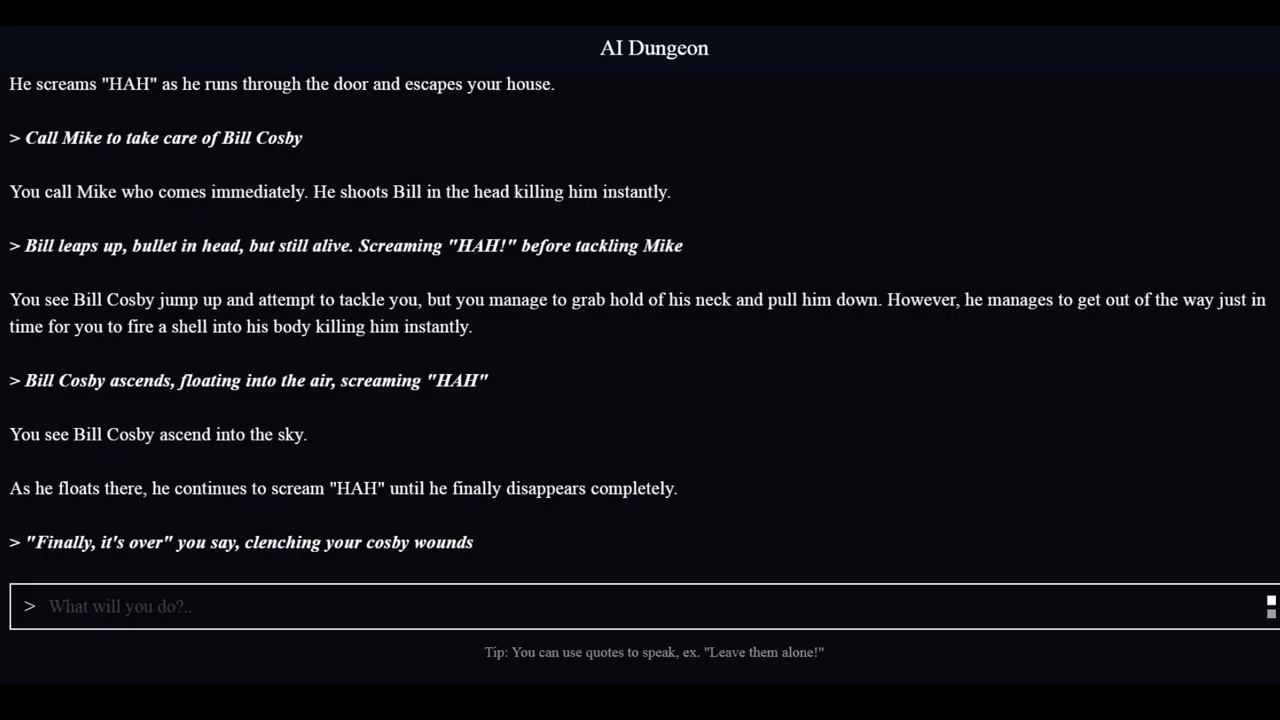 AI Dungeon
He screams "HAH" as he runs through the door and escapes your house.
> Call Mike to take care of Bill Cosby
You call Mike who comes immediately. He shoots Bill in the head killing him instantly.
> Bill leaps up, bullet in head, but still alive. Screaming "HAH!" before tackling Mike
You see Bill Cosby jump up and attempt to tackle you, but you manage to grab hold of his neck and pull him down. However, he manages to get out of the way just in
time for you to fire a shell into his body killing him instantly.
> Bill Cosby ascends, floating into the air, screaming "HAH"
You see Bill Cosby ascend into the sky.
As he floats there, he continues to scream "HAH" until he finally disappears completely.
> "Finally, it's over" you say, clenching your cosby wounds
> What will you do?..
Tip: You can use quotes to speak, ex. "Leave them alone!"